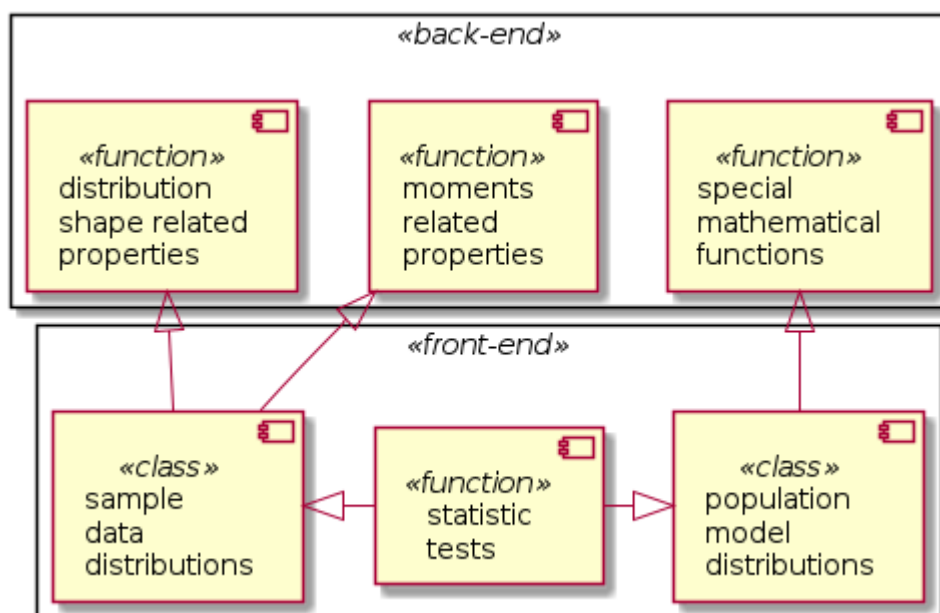 «back-end»
«function»
distribution
shape related
properties
«function»
moments
related
properties
«function»
special
mathematical
functions
«front-end»
«class»
sample
data
distributions
«function»
statistic
tests
«class»
population
model
distributions